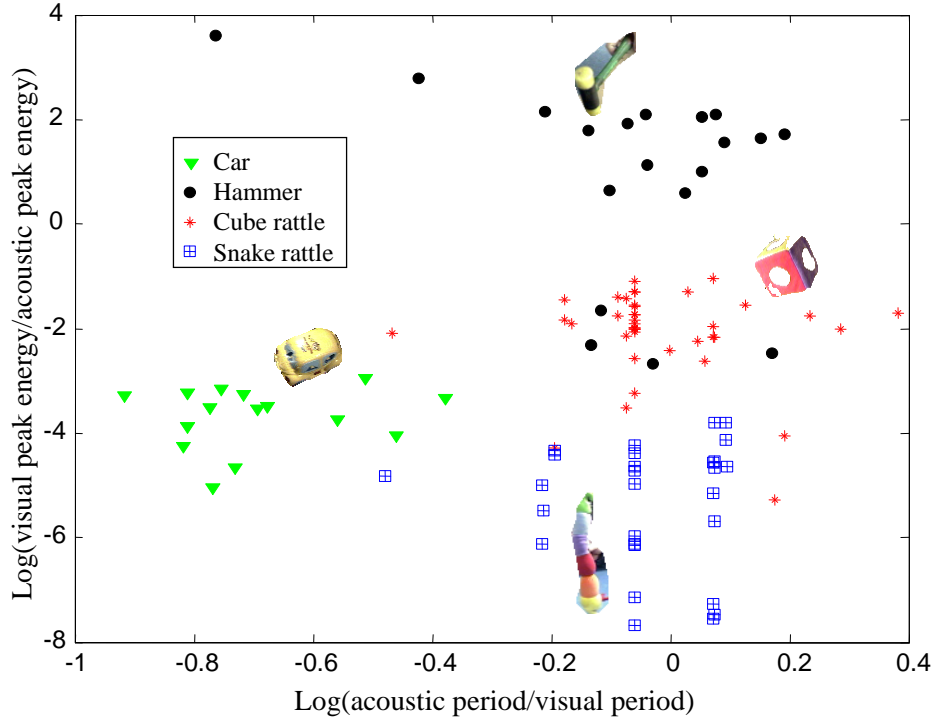 4
2
0
-2
-4
-6
-8
-1
-0.8
-0.6
-0.4
-0.2
0
0.2
0.4
Log(visual peak energy/acoustic peak energy)
Car
Hammer
Cube rattle
Snake rattle
Log(acoustic period/visual period)